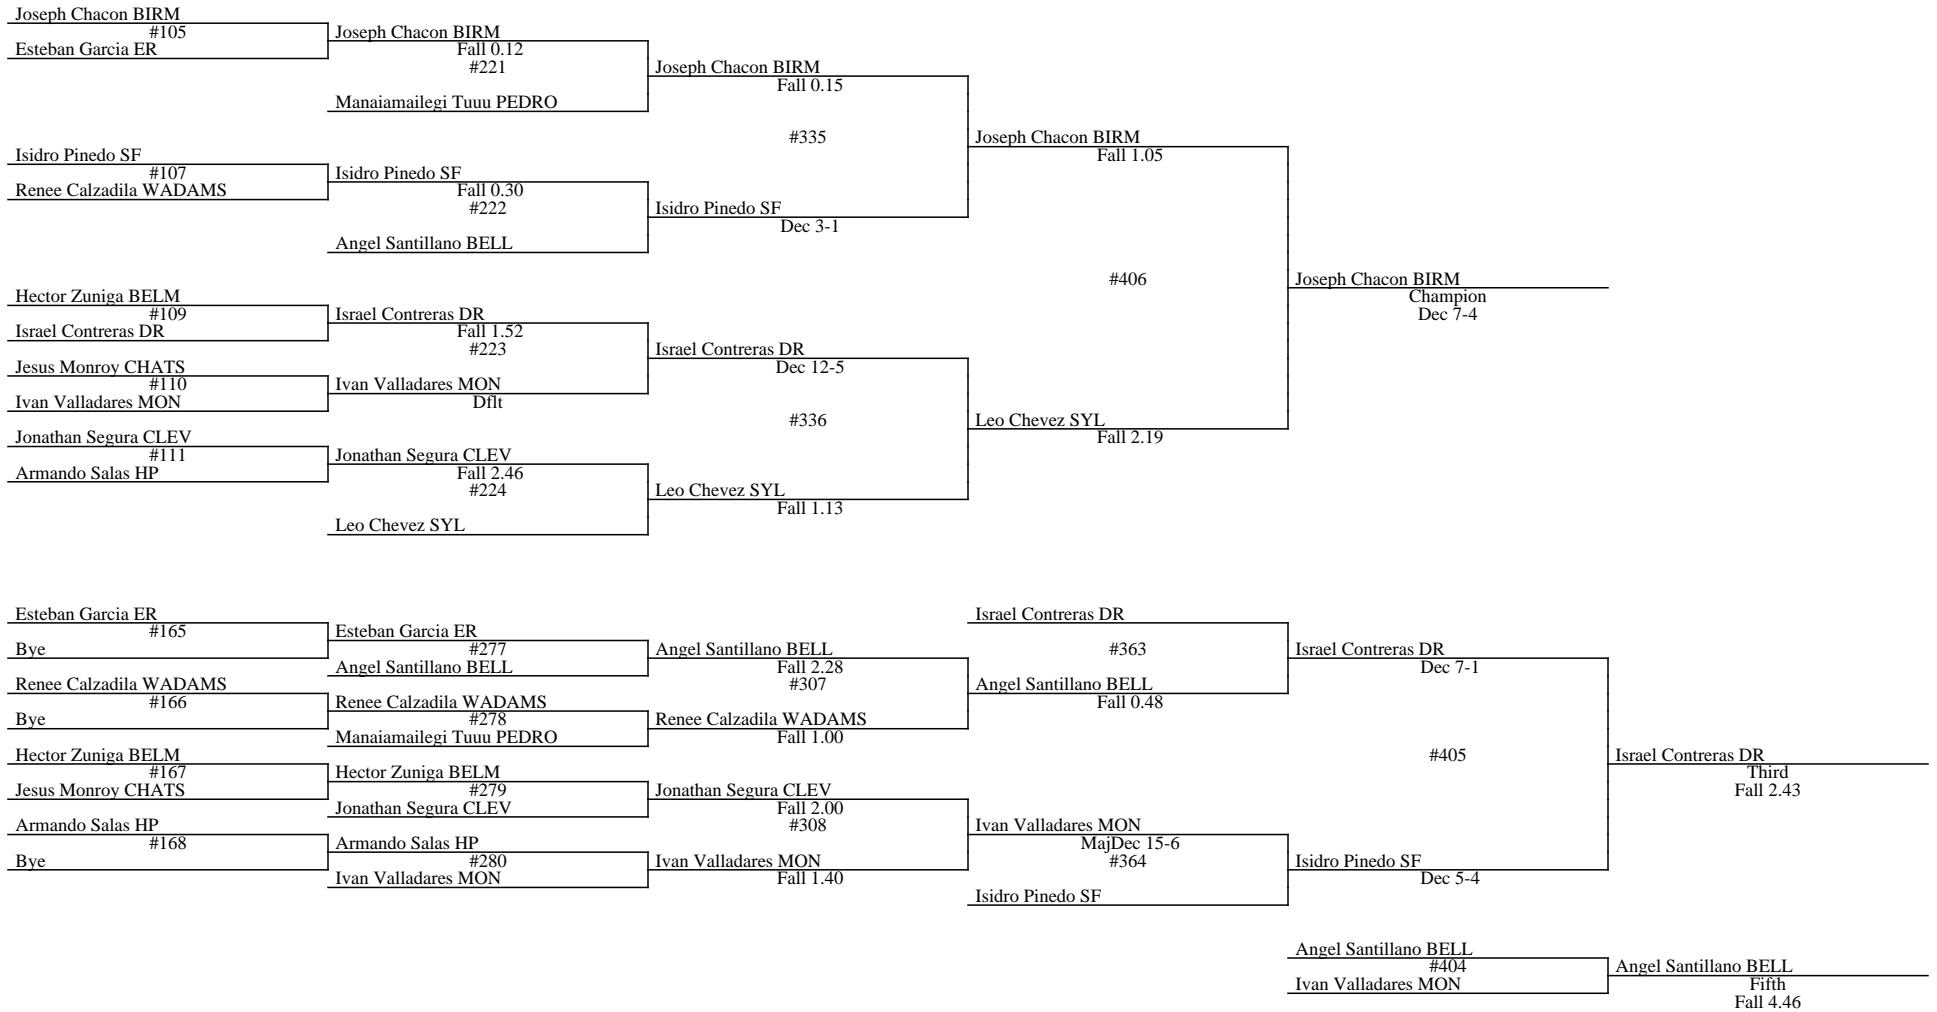 Joseph Chacon BIRM
#105
Esteban Garcia ER
Joseph Chacon BIRM
Fall 0.12
#221
Manaiamailegi Tuuu PEDRO
Joseph Chacon BIRM
Fall 0.15
#335
Isidro Pinedo SF
#107
Renee Calzadila WADAMS
Isidro Pinedo SF
Fall 0.30
#222
Angel Santillano BELL
Isidro Pinedo SF
Dec 3-1
Joseph Chacon BIRM
Fall 1.05
#406
Hector Zuniga BELM
#109
Israel Contreras DR
Israel Contreras DR
Fall 1.52
#223
Jesus Monroy CHATS
#110
Ivan Valladares MON
Ivan Valladares MON
Dflt
Israel Contreras DR
Dec 12-5
#336
Jonathan Segura CLEV
#111
Armando Salas HP
Jonathan Segura CLEV
Fall 2.46
#224
Leo Chevez SYL
Leo Chevez SYL
Fall 1.13
Leo Chevez SYL
Fall 2.19
Joseph Chacon BIRM
Champion
Dec 7-4
Esteban Garcia ER
#165
Bye
Esteban Garcia ER
#277
Angel Santillano BELL
Angel Santillano BELL
Fall 2.28
#307
Renee Calzadila WADAMS
#166
Bye
Renee Calzadila WADAMS
#278
Manaiamailegi Tuuu PEDRO
Renee Calzadila WADAMS
Fall 1.00
Israel Contreras DR
#363
Angel Santillano BELL
Fall 0.48
Israel Contreras DR
Dec 7-1
#405
Hector Zuniga BELM
#167
Jesus Monroy CHATS
Hector Zuniga BELM
#279
Jonathan Segura CLEV
Jonathan Segura CLEV
Fall 2.00
#308
Armando Salas HP
#168
Bye
Armando Salas HP
#280
Ivan Valladares MON
Ivan Valladares MON
Fall 1.40
Ivan Valladares MON
MajDec 15-6
#364
Isidro Pinedo SF
Isidro Pinedo SF
Dec 5-4
Israel Contreras DR
Third
Fall 2.43
Angel Santillano BELL
#404
Ivan Valladares MON
Angel Santillano BELL
Fifth
Fall 4.46